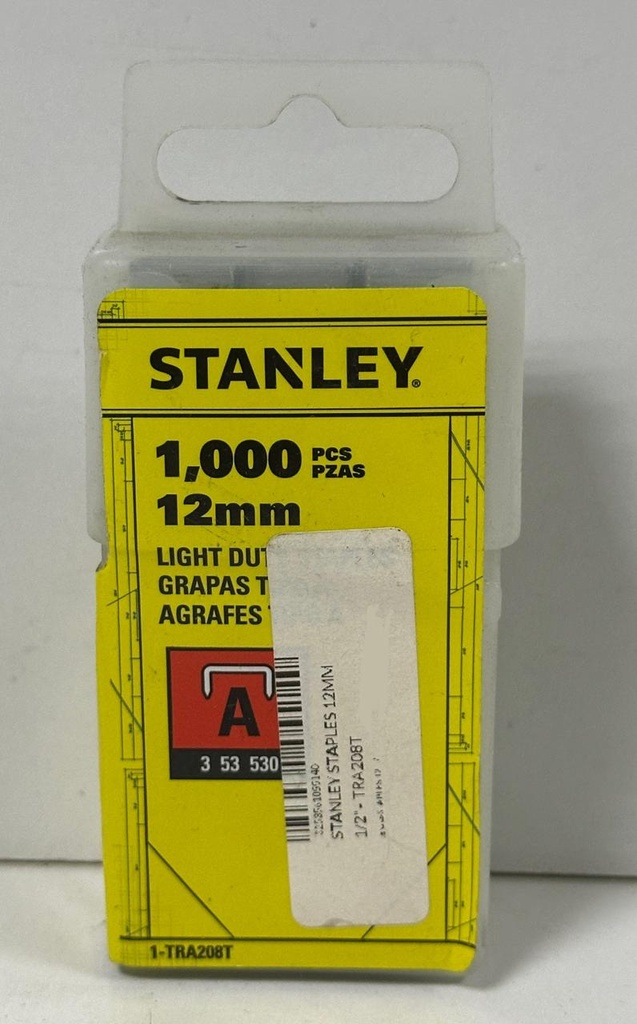 STANLEY®
1,000 PCS
PZAS
12mm
LIGHT DUTY
GRAPAS
AGRAFES
A
3 53 530
STANLEY STAPLES 12MM
1/2" - TRA208T
1-TRA208T